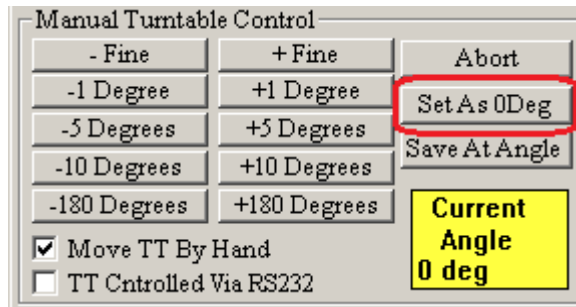 Manual Turntable Control
- Fine
+ Fine
Abort
-1 Degree
+1 Degree
Set As 0Deg
-5 Degrees
+5 Degrees
Save At Angle
-10 Degrees
+10 Degrees
-180 Degrees
+180 Degrees
Current
Angle
0 deg
Move TT By Hand
TT Cntrolled Via RS232